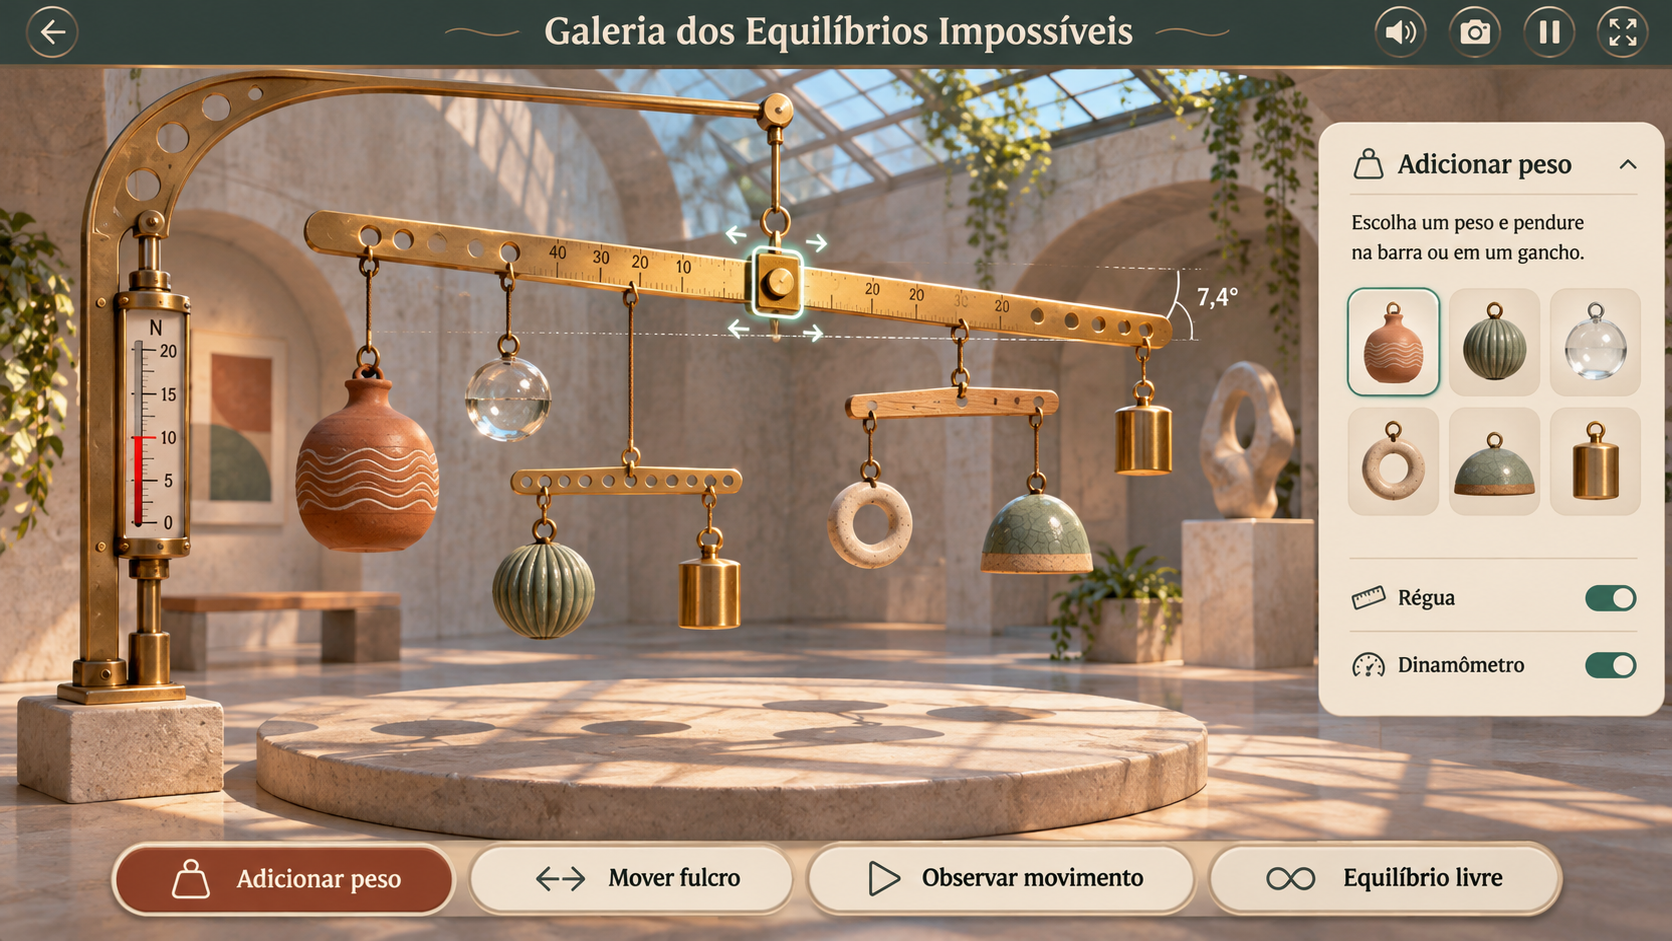 Galeria dos Equilíbrios Impossíveis
Adicionar peso
Escolha um peso e pendure
na barra ou em um gancho.
40 30 20 10
20 20 30 20
7,4°
N
20
15
10
5
0
Régua
Dinamômetro
Adicionar peso
Mover fulcro
Observar movimento
Equilíbrio livre